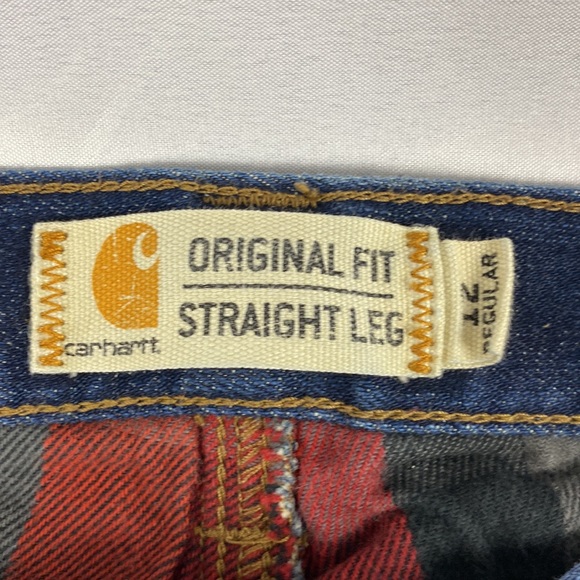 carhartt.
ORIGINAL FIT
STRAIGHT LEG
12
REGULAR